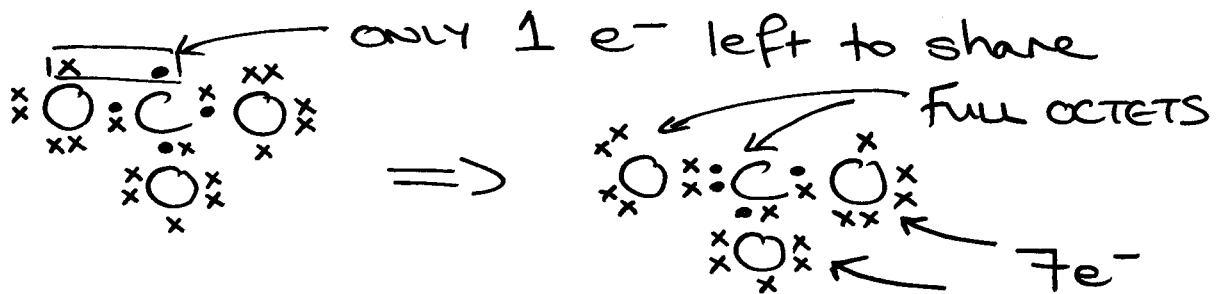 ONLY 1 e⁻ left to share
FULL OCTETS
O C O
O
⇒
O C O
O
7e⁻